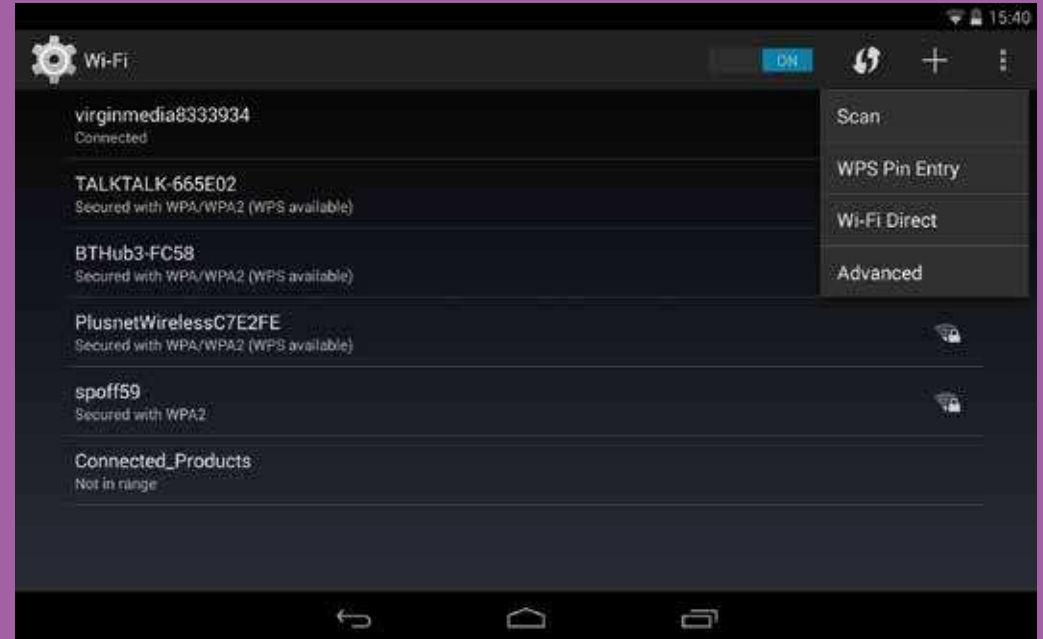 15:40
Wi-Fi
ON
virginmedia8333934
Connected
Scan
TALKTALK-665E02
Secured with WPA/WPA2 (WPS available)
WPS Pin Entry
Wi-Fi Direct
BTHub3-FC58
Secured with WPA/WPA2 (WPS available)
Advanced
PlusnetWirelessC7E2FE
Secured with WPA/WPA2 (WPS available)
spoff59
Secured with WPA2
Connected_Products
Not in range